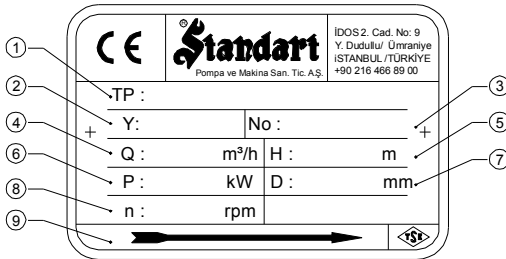 CE
Standart ®
Pompa ve Makina San. Tic. A.Ş.
İDOS 2. Cad. No: 9
Y. Dudullu/ Ümraniye
iSTANBUL /TÜRKİYE
+90 216 466 89 00
1 TP :
2 Y: No : 3
4 Q : m³/h H : m 5
6 P : kW D : mm 7
8 n : rpm
9 TSE